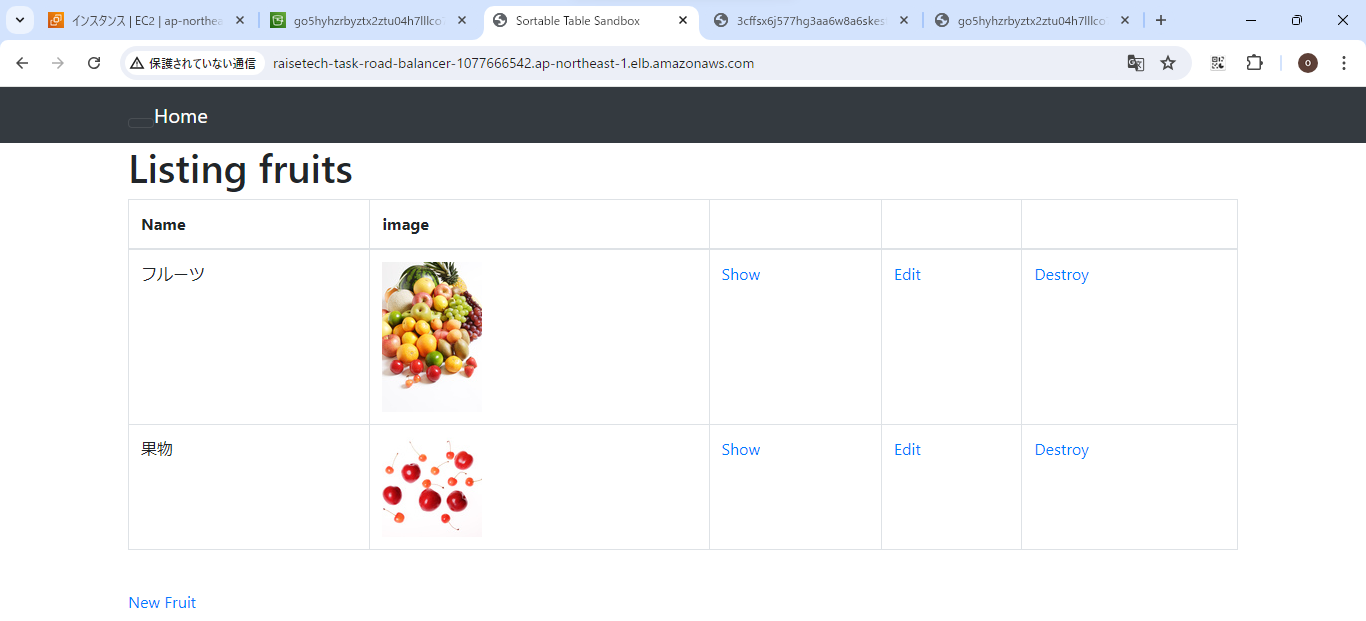 インスタンス | EC2 | ap-northea
go5hyhzrbyztx2ztu04h7lllco
Sortable Table Sandbox
3cffsx6j577hg3aa6w8a6skes
go5hyhzrbyztx2ztu04h7lllco
保護されていない通信 raisetech-task-road-balancer-1077666542.ap-northeast-1.elb.amazonaws.com
o
Home
Listing fruits
Name image
フルーツ Show Edit Destroy
果物 Show Edit Destroy
New Fruit